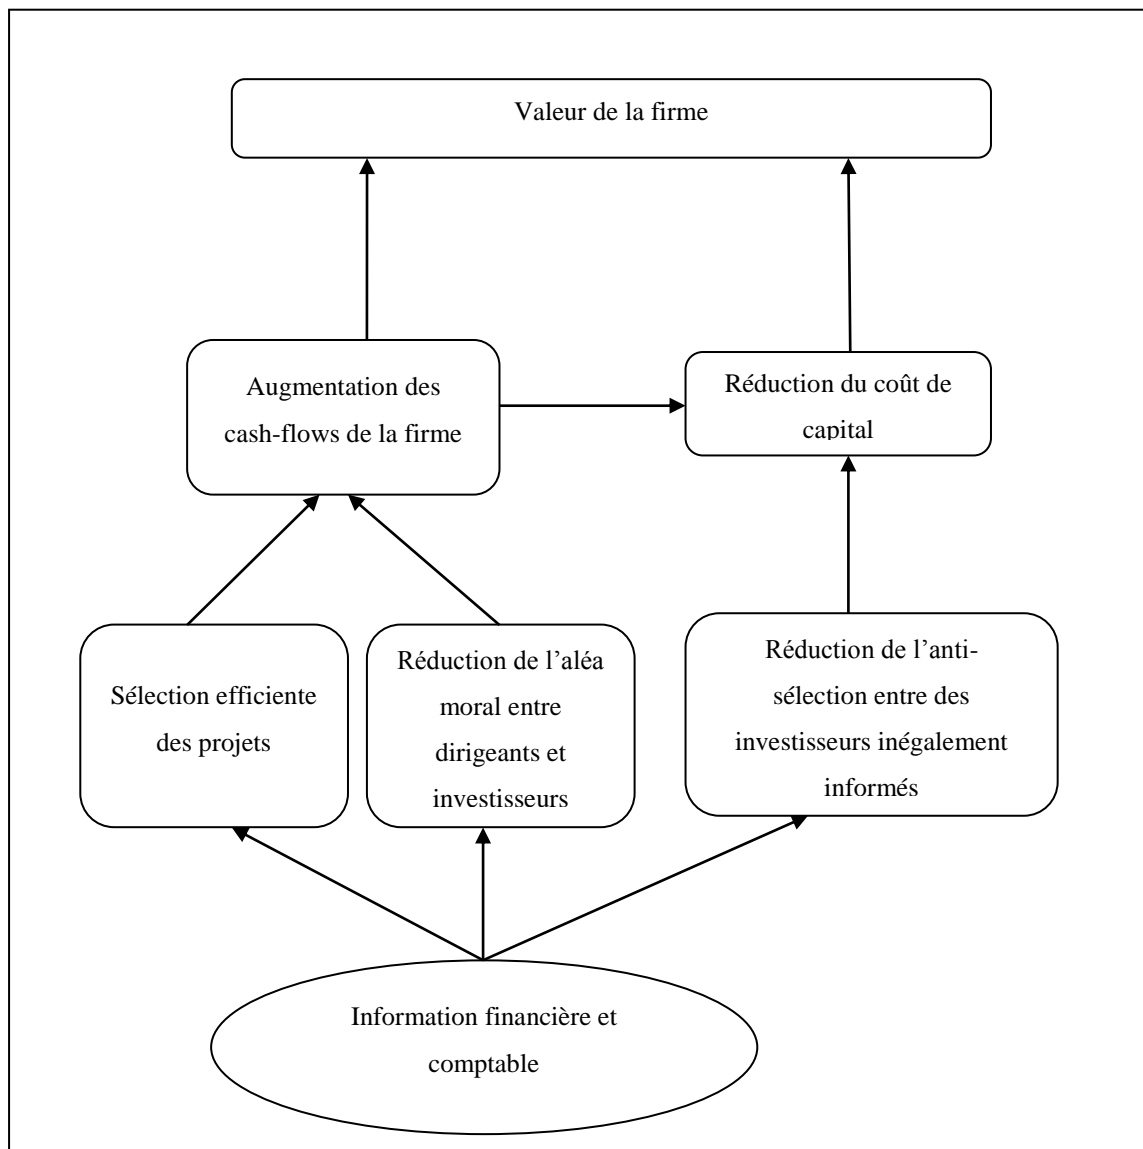 Valeur de la firme
Augmentation des
cash-flows de la firme
Réduction du coût de
capital
Sélection efficiente
des projets
Réduction de l’aléa
moral entre
dirigeants et
investisseurs
Réduction de l’anti-
sélection entre des
investisseurs inégalement
informés
Information financière et
comptable